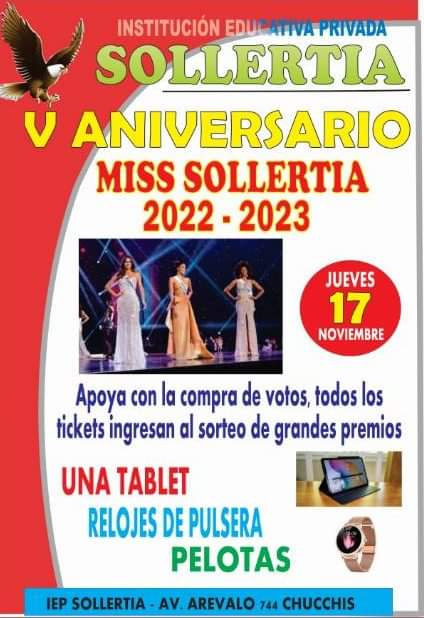 INSTITUCIÓN EDUCATIVA PRIVADA
SOLLERTIA
V ANIVERSARIO
MISS SOLLERTIA
2022 - 2023
JUEVES
17
NOVIEMBRE
Apoya con la compra de votos, todos los
tickets ingresan al sorteo de grandes premios
UNA TABLET
RELOJES DE PULSERA
PELOTAS
IEP SOLLERTIA - AV. AREVALO 744 CHUCCHIS